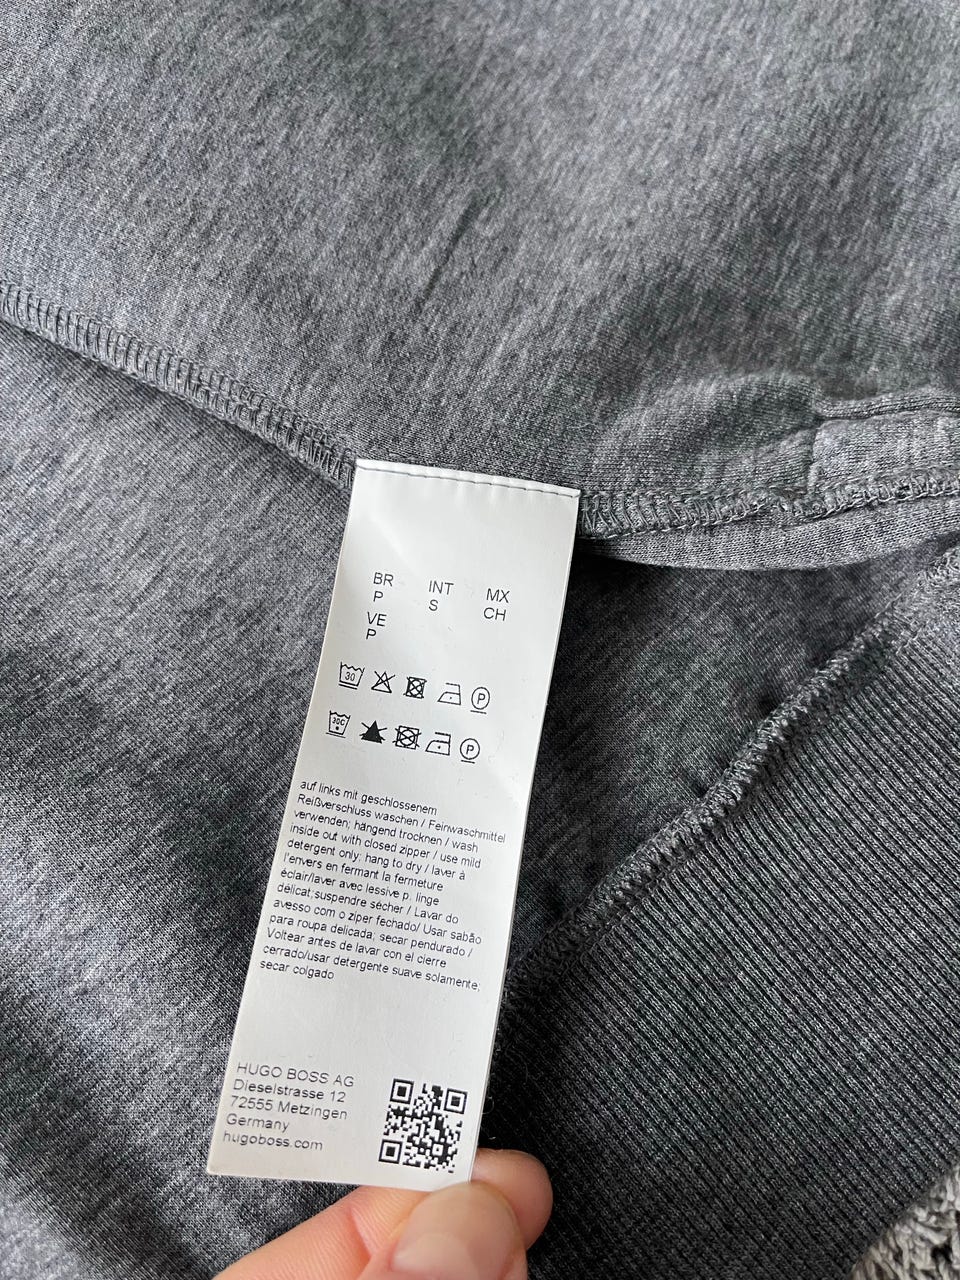 BR INT MX
P S CH
VE
P
30 P
30C P
auf links mit geschlossenem
Reißverschluss waschen / Feinwaschmittel
verwenden; hängend trocknen / wash
inside out with closed zipper / use mild
detergent only; hang to dry / laver à
l'envers en fermant la fermeture
éclair/laver avec lessive p. linge
délicat;suspendre sécher / Lavar do
avesso com o ziper fechado/ Usar sabão
para roupa delicada; secar pendurado /
Voltear antes de lavar con el cierre
cerrado/usar detergente suave solamente;
secar colgado
HUGO BOSS AG
Dieselstrasse 12
72555 Metzingen
Germany
hugoboss.com